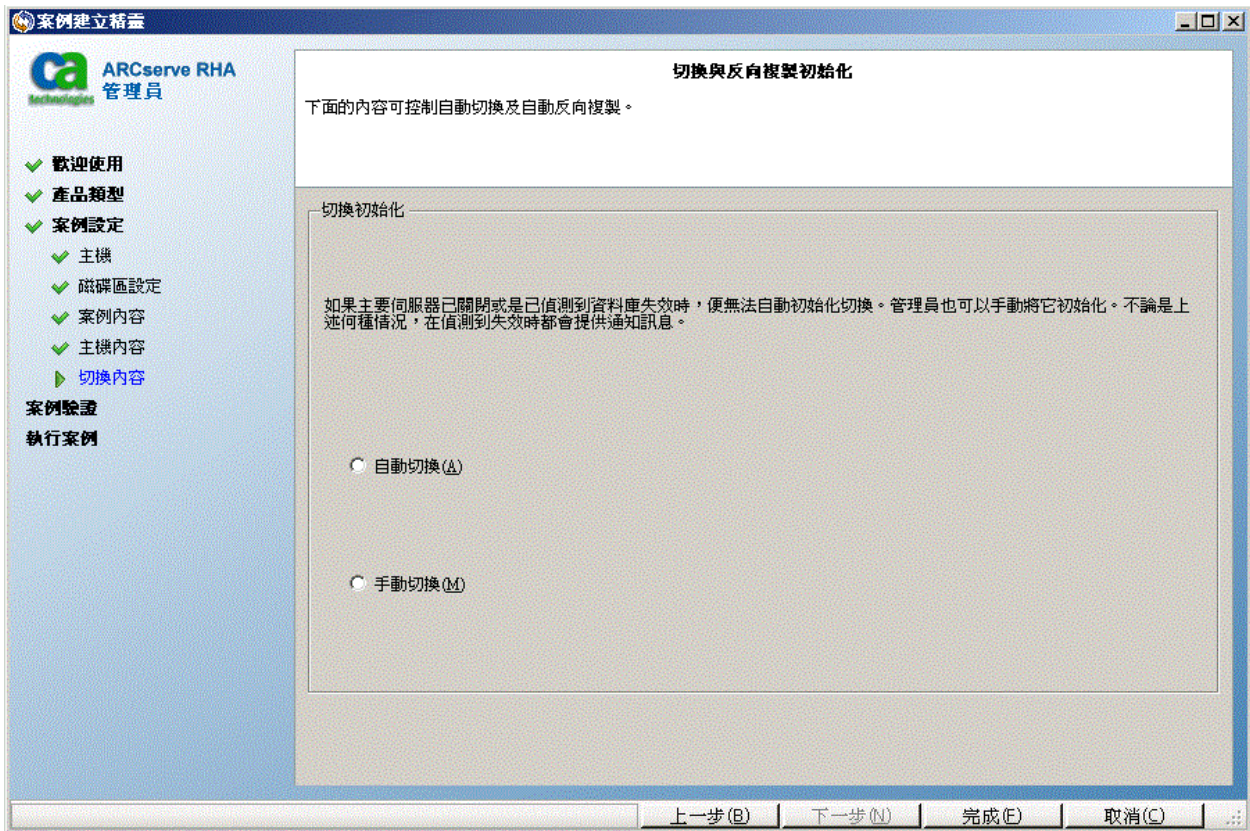 案例建立精靈
ca
technologies
ARCserve RHA
管理員
歡迎使用
產品類型
案例設定
主機
磁碟區設定
案例內容
主機內容
切換內容
案例驗證
執行案例
切換與反向複製初始化
下面的內容可控制自動切換及自動反向複製。
切換初始化
如果主要伺服器已關閉或是已偵測到資料庫失效時，便無法自動初始化切換。管理員也可以手動將它初始化。不論是上
述何種情況，在偵測到失效時都會提供通知訊息。
自動切換(A)
手動切換(M)
上一步(B)
下一步(N)
完成(F)
取消(C)